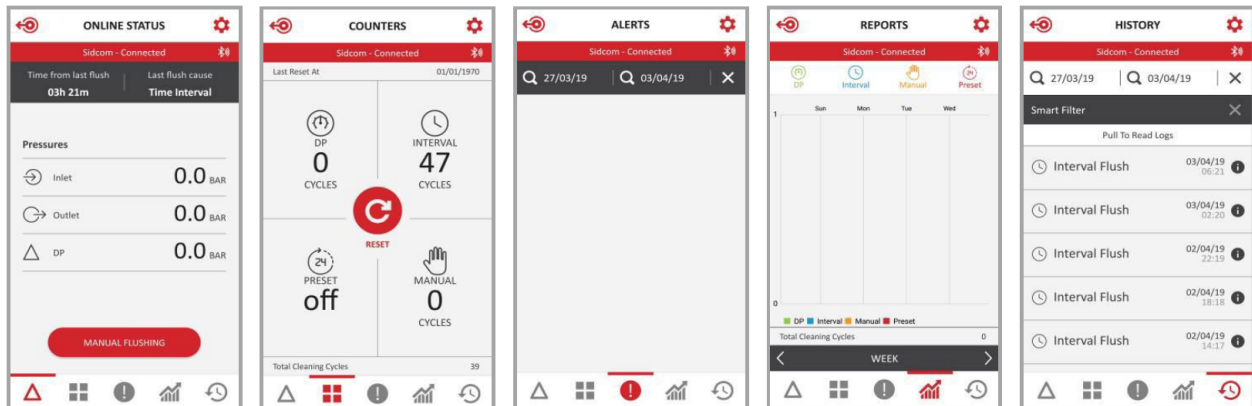 ONLINE STATUS
Sidcom - Connected
Time from last flush
03h 21m
Last flush cause
Time Interval
Pressures
Inlet 0.0 BAR
Outlet 0.0 BAR
DP 0.0 BAR
MANUAL FLUSHING
COUNTERS
Sidcom - Connected
Last Reset At 01/01/1970
DP
0
CYCLES
INTERVAL
47
CYCLES
RESET
24
PRESET
off
MANUAL
0
CYCLES
Total Cleaning Cycles 39
ALERTS
Sidcom - Connected
27/03/19 03/04/19
REPORTS
Sidcom - Connected
DP Interval Manual 24 Preset
Sun Mon Tue Wed
1
0
DP Interval Manual Preset
Total Cleaning Cycles 0
WEEK
HISTORY
Sidcom - Connected
27/03/19 03/04/19
Smart Filter
Pull To Read Logs
Interval Flush 03/04/19
06:21
Interval Flush 03/04/19
02:20
Interval Flush 02/04/19
22:19
Interval Flush 02/04/19
18:18
Interval Flush 02/04/19
14:17